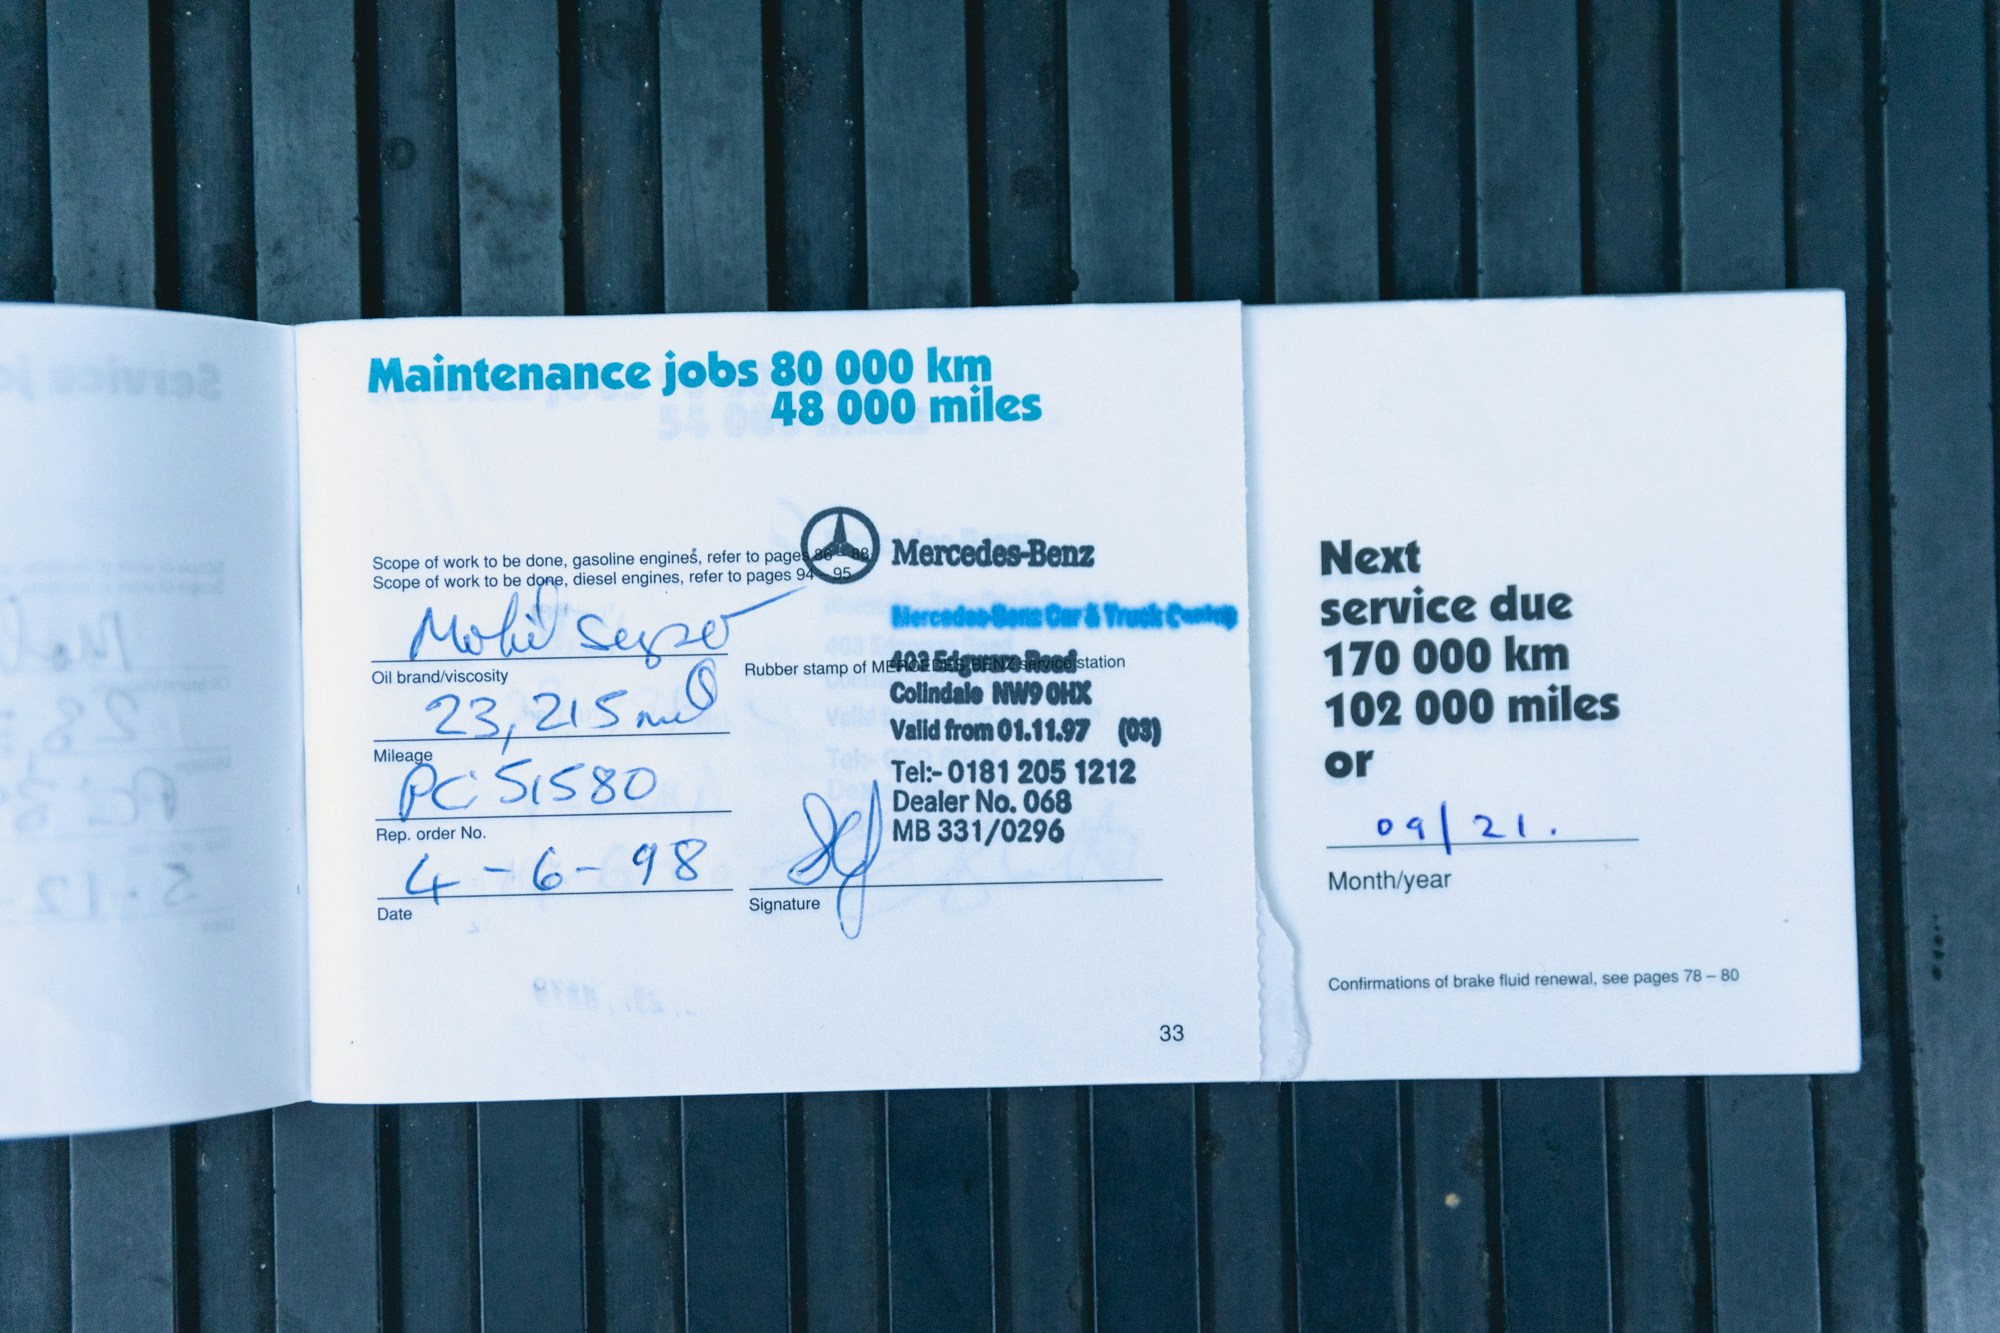 Maintenance jobs 80 000 km
48 000 miles
Scope of work to be done, gasoline engines, refer to pages 86 – 88
Scope of work to be done, diesel engines, refer to pages 94 – 95
Mobil
Oil brand/viscosity
23,215 mil
Mileage
PCi 51580
Rep. order No.
4 - 6 - 98
Date
Mercedes-Benz
Mercedes-Benz Car & Truck
Rubber stamp of MERCEDES BENZ service station
403 Edgware Road
Colindale NW9 0HX
Valid from 01.11.97 (03)
Tel:- 0181 205 1212
Dealer No. 068
MB 331/0296
Signature
33
Next
service due
170 000 km
102 000 miles
or
09/21.
Month/year
Confirmations of brake fluid renewal, see pages 78 – 80